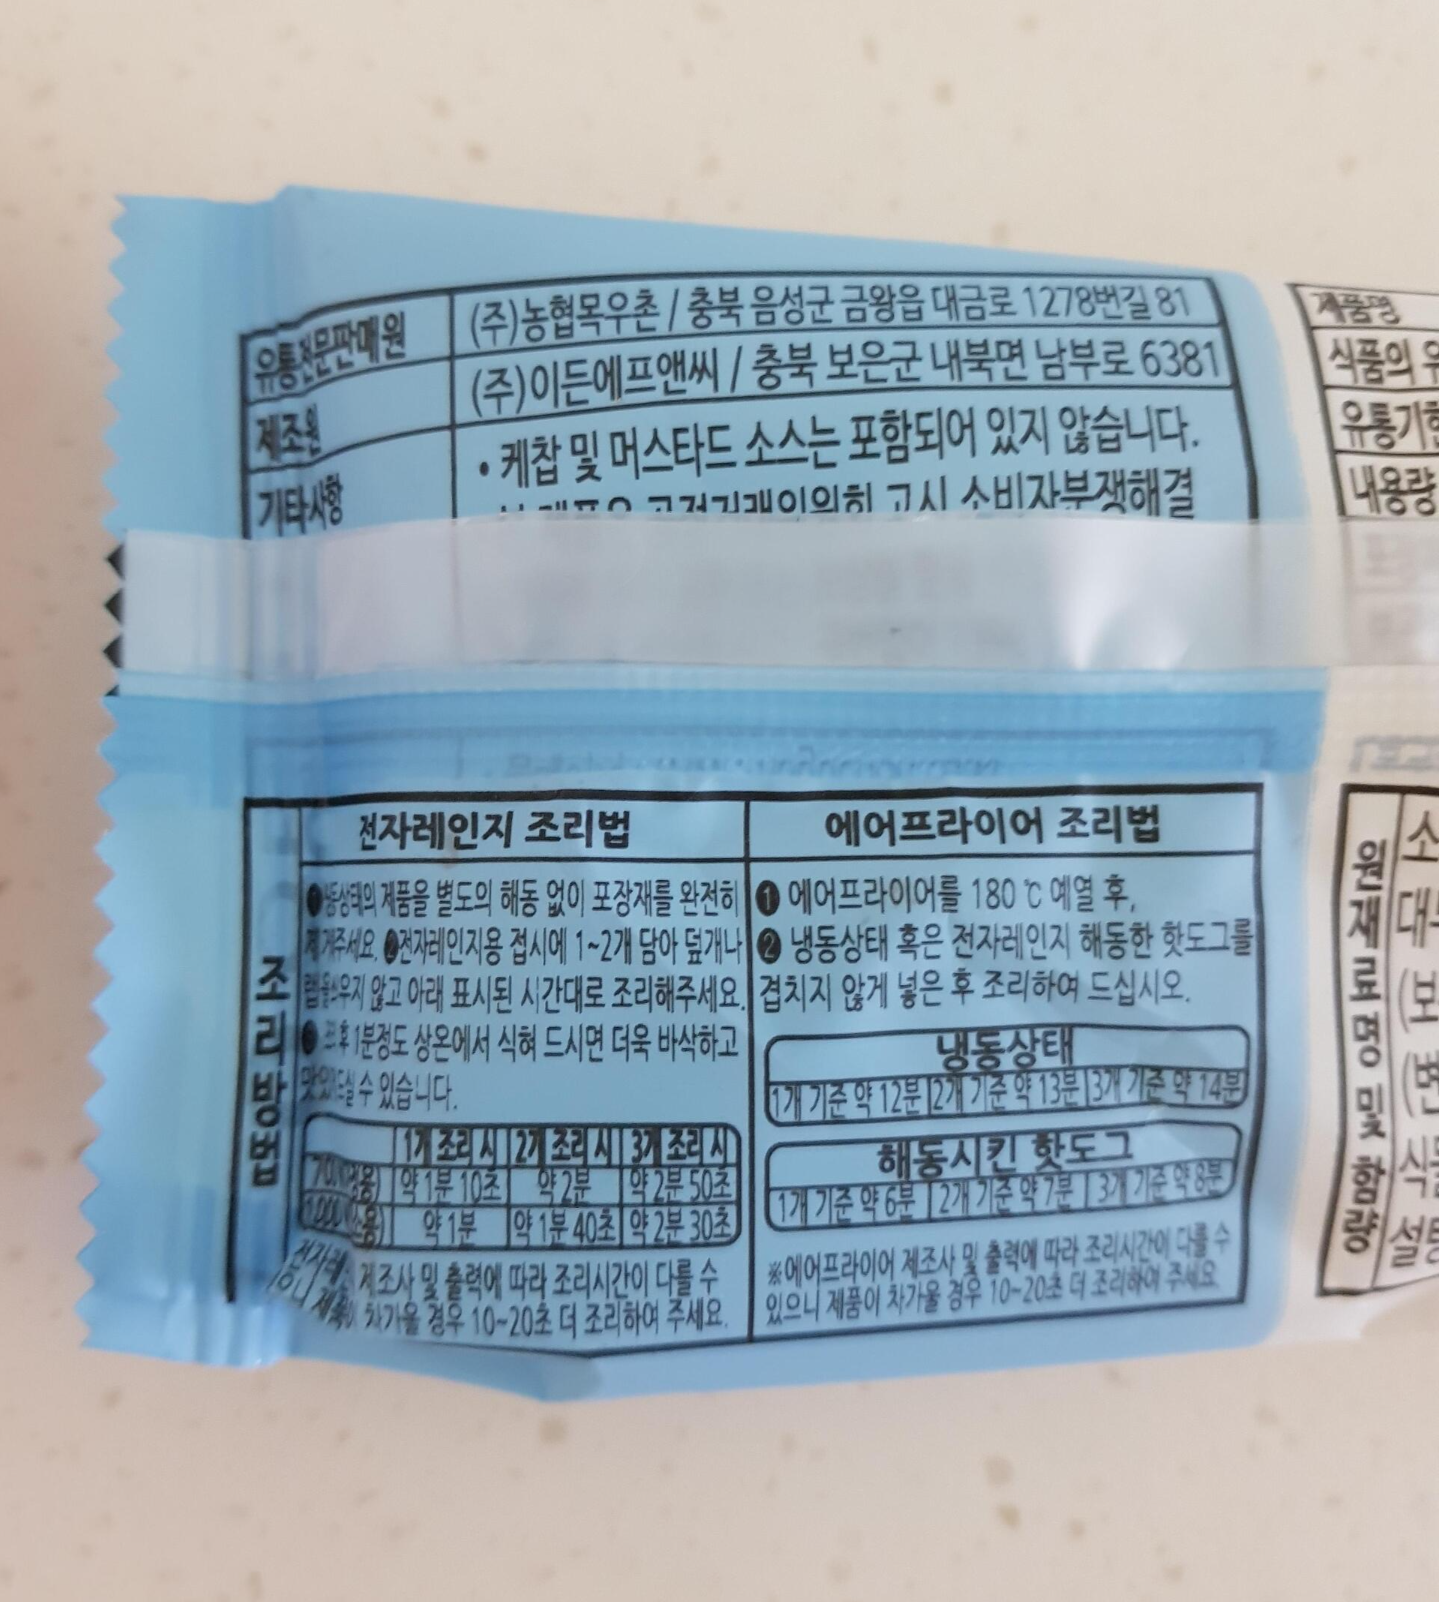 유통전문판매원 (주)농협목우촌 / 충북 음성군 금왕읍 대금로 1278번길 81
제조원 (주)이든에프앤씨 / 충북 보은군 내북면 남부로 6381
기타사항 • 케찹 및 머스타드 소스는 포함되어 있지 않습니다.
소비자분쟁해결
조리방법
전자레인지 조리법
❶냉동상태의 제품을 별도의 해동 없이 포장재를 완전히
제거주세요. ❷전자레인지용 접시에 1~2개 담아 덮개나
랩을 씌우지 않고 아래 표시된 시간대로 조리해주세요.
1분정도 상온에서 식혀 드시면 더욱 바삭하고
수 있습니다.
1개 조리 시 2개 조리 시 3개 조리 시
약 1분 10초 약 2분 약 2분 50초
약 1분 약 1분 40초 약 2분 30초
제조사 및 출력에 따라 조리시간이 다를 수
차가울 경우 10~20초 더 조리하여 주세요.
에어프라이어 조리법
❶ 에어프라이어를 180 ℃ 예열 후,
❷ 냉동상태 혹은 전자레인지 해동한 핫도그를
겹치지 않게 넣은 후 조리하여 드십시오.
냉동상태
1개 기준 약 12분 2개 기준 약 13분 3개 기준 약 14분
해동시킨 핫도그
1개 기준 약 6분 2개 기준 약 7분 3개 기준 약 8분
※에어프라이어 제조사 및 출력에 따라 조리시간이 다를 수
있으니 제품이 차가울 경우 10~20초 더 조리하여 주세요.
제품명
식품의
내용량
원재료명 및 함량